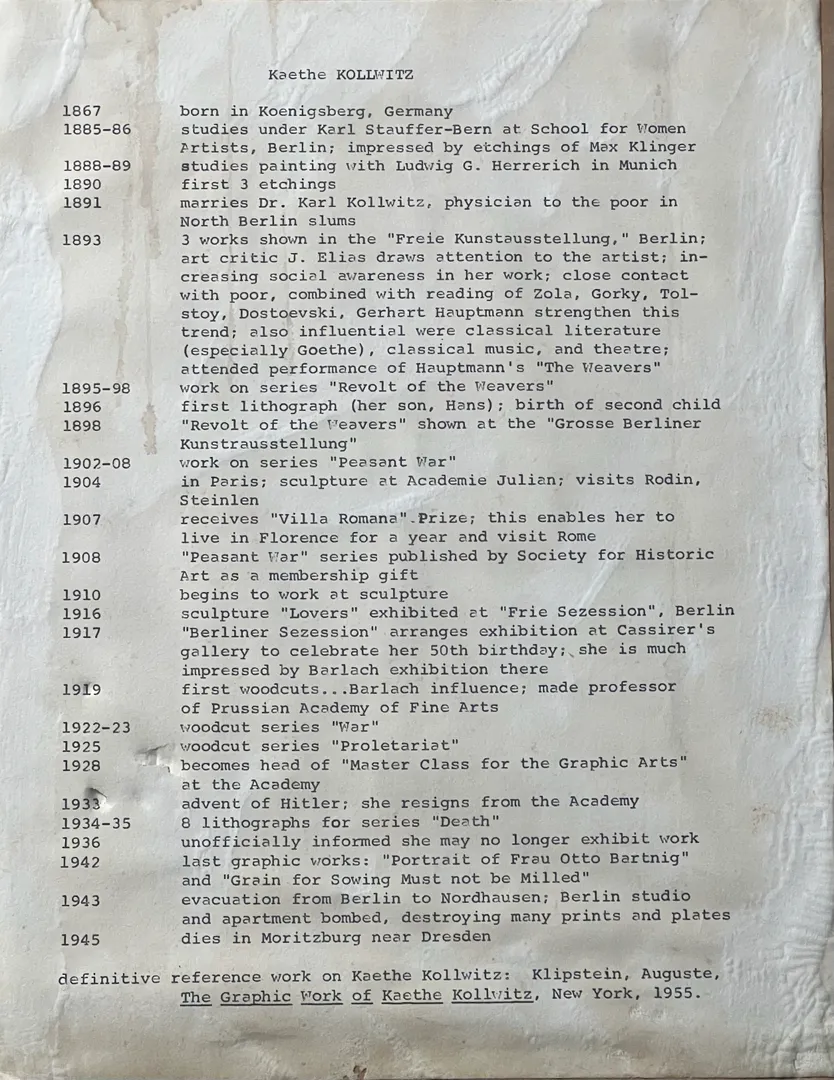 Kaethe KOLLWITZ
1867 born in Koenigsberg, Germany
1885-86 studies under Karl Stauffer-Bern at School for Women
Artists, Berlin; impressed by etchings of Max Klinger
1888-89 studies painting with Ludwig G. Herrerich in Munich
1890 first 3 etchings
1891 marries Dr. Karl Kollwitz, physician to the poor in
North Berlin slums
1893 3 works shown in the "Freie Kunstausstellung," Berlin;
art critic J. Elias draws attention to the artist; in-
creasing social awareness in her work; close contact
with poor, combined with reading of Zola, Gorky, Tol-
stoy, Dostoevski, Gerhart Hauptmann strengthen this
trend; also influential were classical literature
(especially Goethe), classical music, and theatre;
attended performance of Hauptmann's "The Weavers"
1895-98 work on series "Revolt of the Weavers"
1896 first lithograph (her son, Hans); birth of second child
1898 "Revolt of the Weavers" shown at the "Grosse Berliner
Kunstrausstellung"
1902-08 work on series "Peasant War"
1904 in Paris; sculpture at Academie Julian; visits Rodin,
Steinlen
1907 receives "Villa Romana".Prize; this enables her to
live in Florence for a year and visit Rome
1908 "Peasant War" series published by Society for Historic
Art as a membership gift
1910 begins to work at sculpture
1916 sculpture "Lovers" exhibited at "Frie Sezession", Berlin
1917 "Berliner Sezession" arranges exhibition at Cassirer's
gallery to celebrate her 50th birthday; she is much
impressed by Barlach exhibition there
1919 first woodcuts...Barlach influence; made professor
of Prussian Academy of Fine Arts
1922-23 woodcut series "War"
1925 woodcut series "Proletariat"
1928 becomes head of "Master Class for the Graphic Arts"
at the Academy
1933 advent of Hitler; she resigns from the Academy
1934-35 8 lithographs for series "Death"
1936 unofficially informed she may no longer exhibit work
1942 last graphic works: "Portrait of Frau Otto Bartnig"
and "Grain for Sowing Must not be Milled"
1943 evacuation from Berlin to Nordhausen; Berlin studio
and apartment bombed, destroying many prints and plates
1945 dies in Moritzburg near Dresden
definitive reference work on Kaethe Kollwitz: Klipstein, Auguste,
The Graphic Work of Kaethe Kollwitz, New York, 1955.